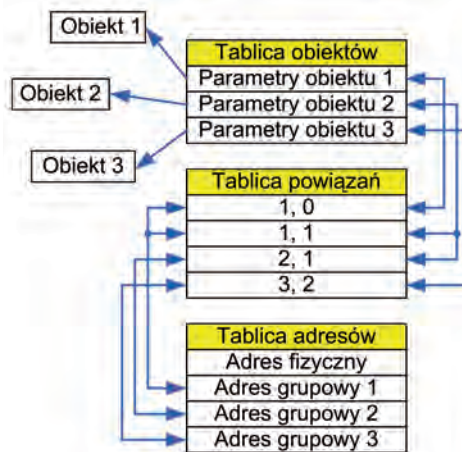 Obiekt 1
Obiekt 2
Obiekt 3
Tablica obiektów
Parametry obiektu 1
Parametry obiektu 2
Parametry obiektu 3
Tablica powiązań
1, 0
1, 1
2, 1
3, 2
Tablica adresów
Adres fizyczny
Adres grupowy 1
Adres grupowy 2
Adres grupowy 3